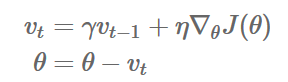 v_t = γv_{t−1} + η∇_θJ(θ)
θ = θ − v_t